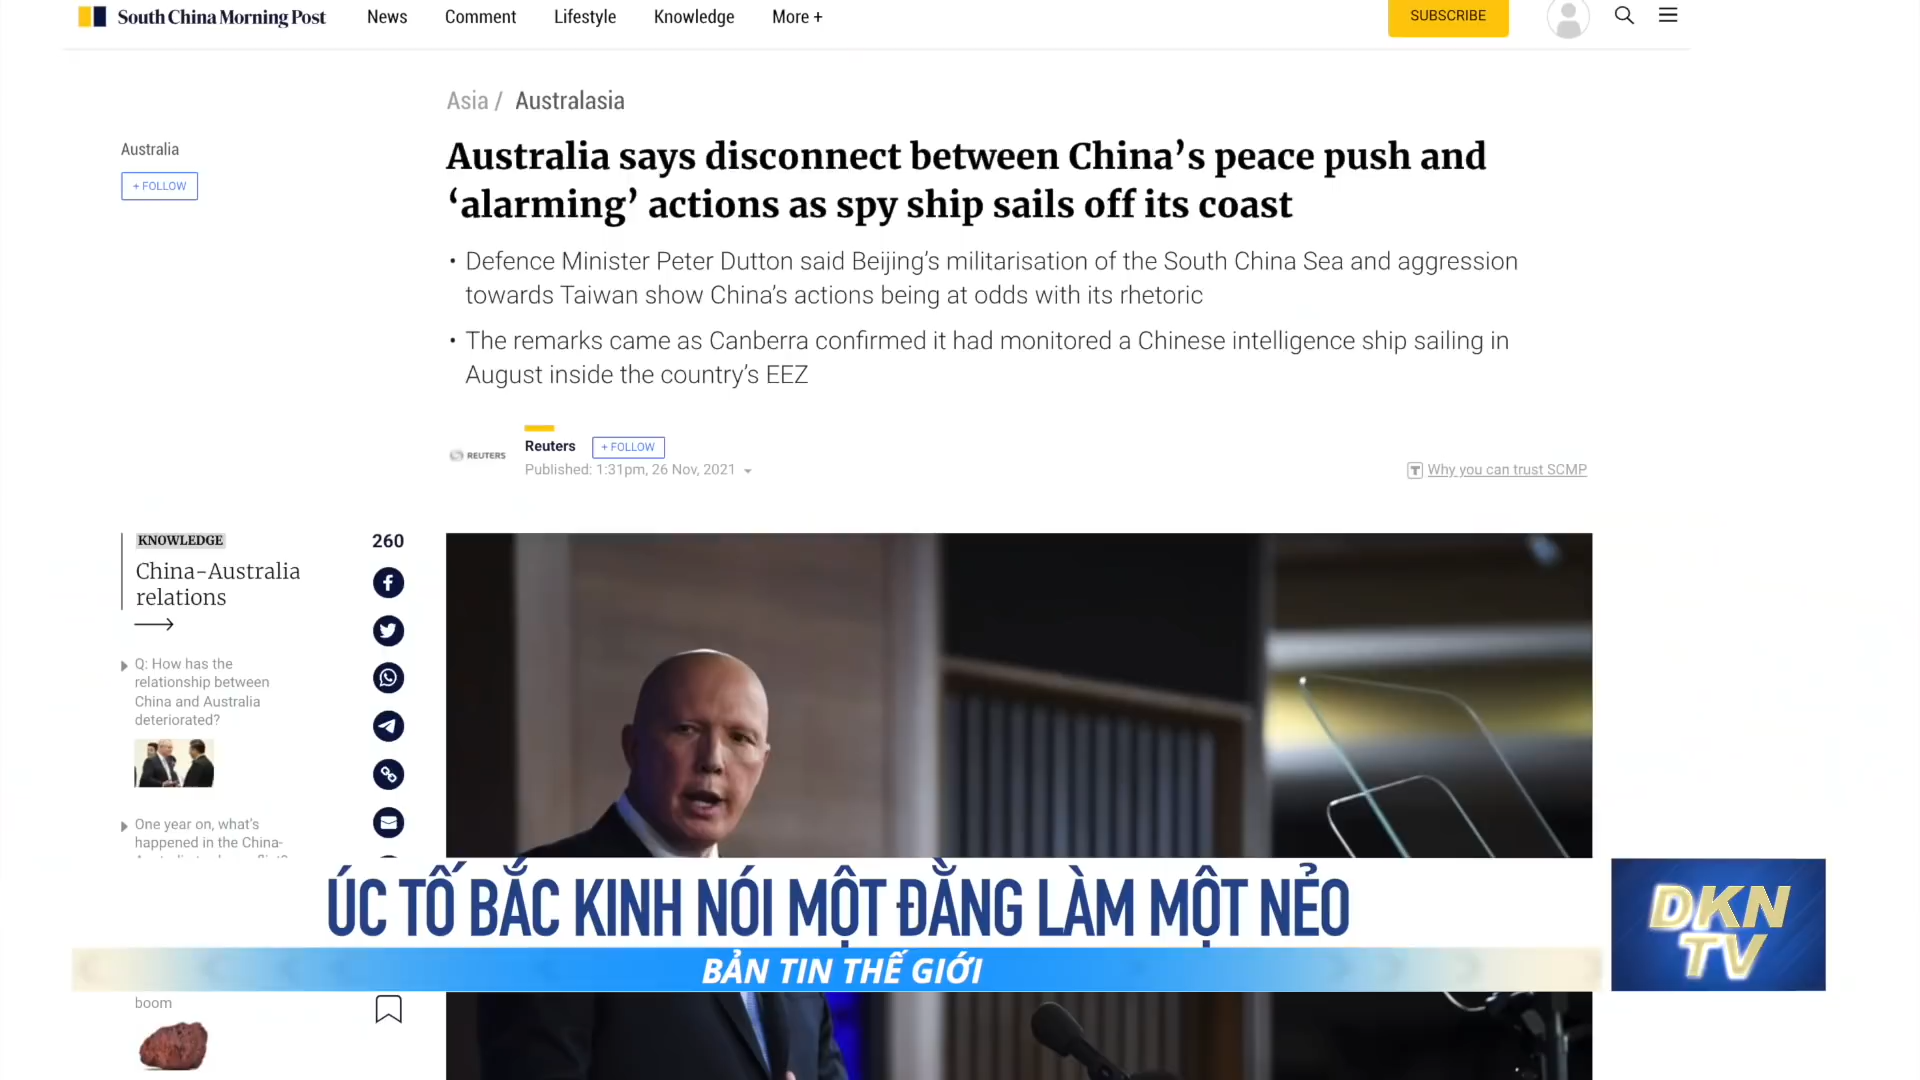 South China Morning Post
News
Comment
Lifestyle
Knowledge
More +
SUBSCRIBE
Asia / Australasia
Australia
+ FOLLOW
Australia says disconnect between China’s peace push and
‘alarming’ actions as spy ship sails off its coast
• Defence Minister Peter Dutton said Beijing’s militarisation of the South China Sea and aggression
towards Taiwan show China’s actions being at odds with its rhetoric
• The remarks came as Canberra confirmed it had monitored a Chinese intelligence ship sailing in
August inside the country’s EEZ
REUTERS
Reuters
+ FOLLOW
Published: 1:31pm, 26 Nov, 2021
Why you can trust SCMP
KNOWLEDGE
China-Australia
relations
260
Q: How has the
relationship between
China and Australia
deteriorated?
One year on, what’s
happened in the China-
ÚC TỐ BẮC KINH NÓI MỘT ĐẰNG LÀM MỘT NẺO
BẢN TIN THẾ GIỚI
DKN
TV
boom